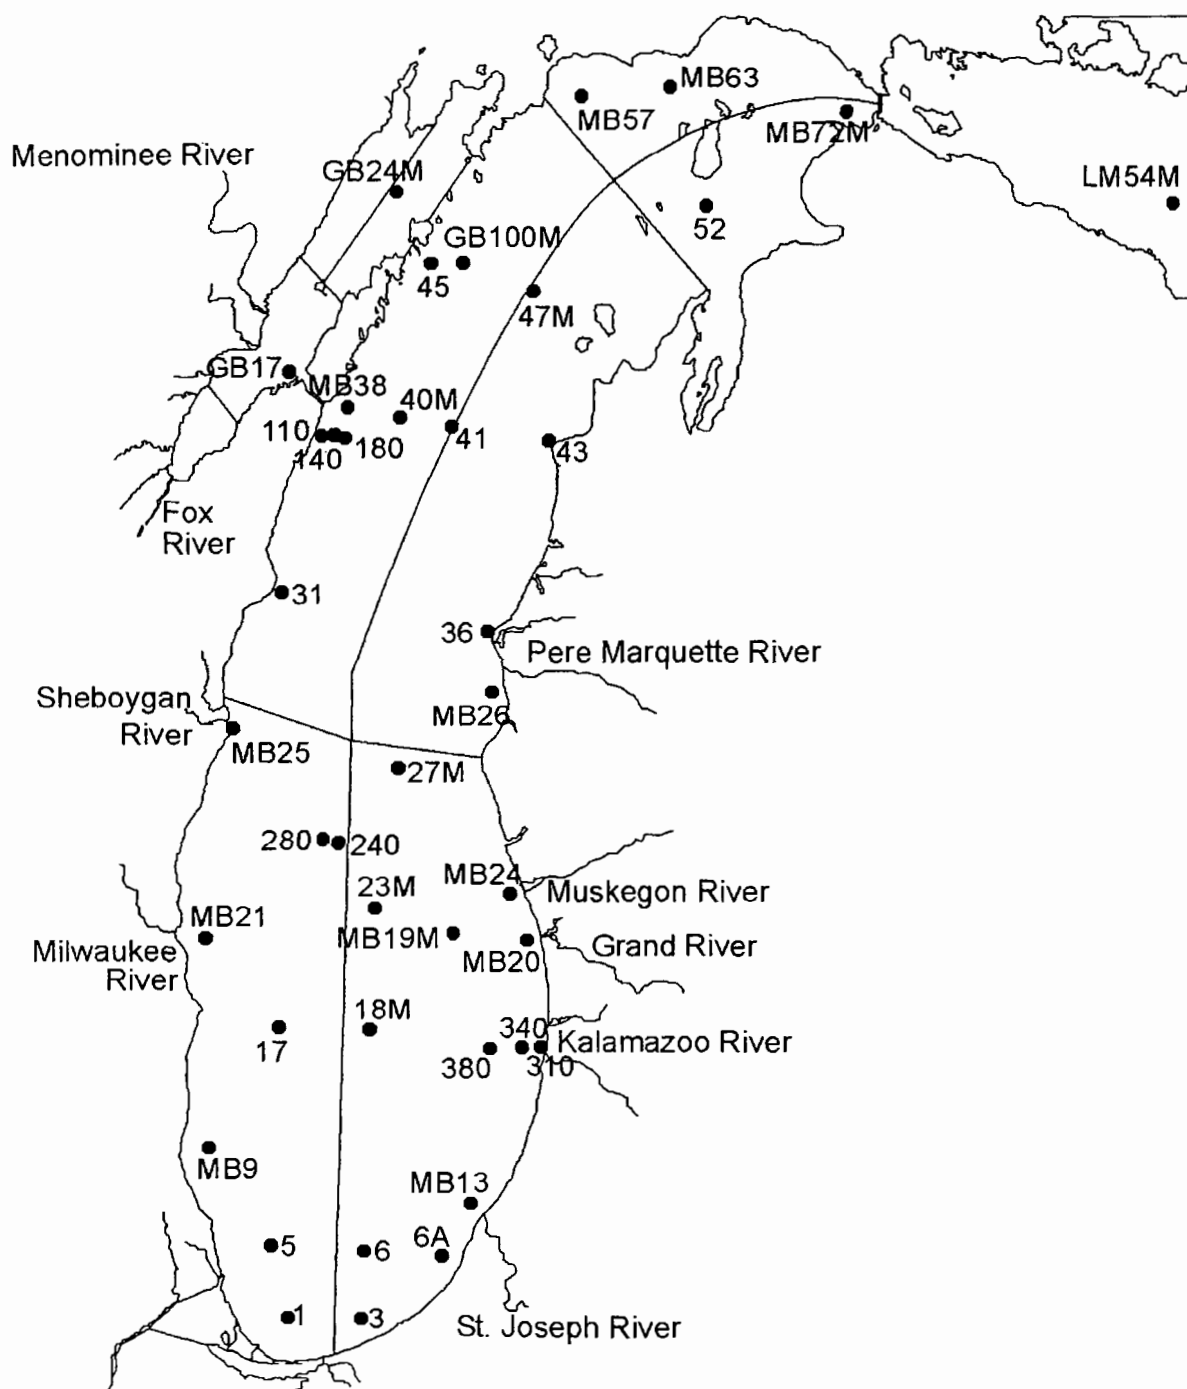 MB63
MB57
MB72M
Menominee River
GB24M
LM54M
52
GB100M
45
47M
GB17
MB38
40M
110
41
140
180
43
Fox
River
31
36
Pere Marquette River
Sheboygan
River
MB26
MB25
27M
280
240
MB24
23M
Muskegon River
MB21
MB19M
Grand River
Milwaukee
River
MB20
18M
340
17
Kalamazoo River
380
310
MB9
MB13
5
6
6A
1
3
St. Joseph River